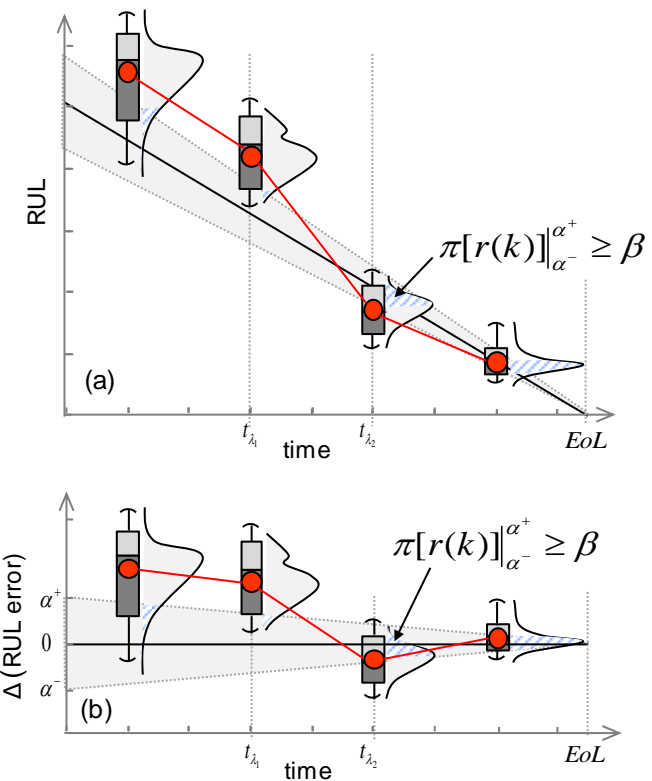 RUL
π[r(k)]|α⁺α⁻ ≥ β
(a)
tλ₁
tλ₂
EoL
time
Δ(RUL error)
π[r(k)]|α⁺α⁻ ≥ β
α⁺
0
α⁻
(b)
tλ₁
tλ₂
EoL
time